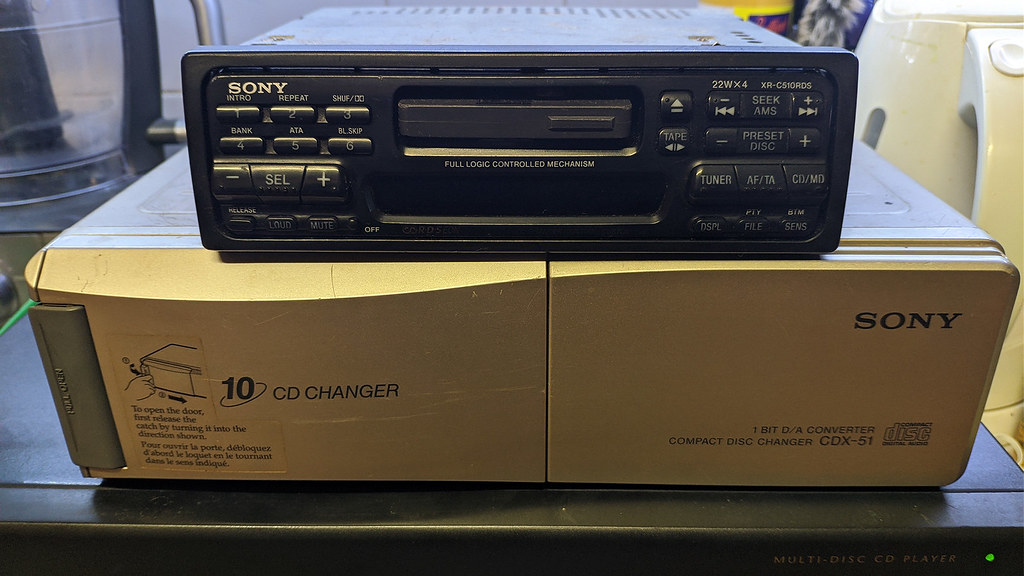 SONY
22W×4 XR-C510RDS
INTRO REPEAT SHUF/
1 2 3
SEEK
AMS
BANK ATA BL.SKIP
4 5 6
TAPE
PRESET
DISC
FULL LOGIC CONTROLLED MECHANISM
SEL
TUNER AF/TA CD/MD
RELEASE
LOUD MUTE
OFF
PTY BTM
DSPL FILE SENS
SONY
10 CD CHANGER
To open the door,
first release the
catch by turning it into the
direction shown.
Pour ouvrir la porte, débloquez
d'abord le loquet en le tournant
dans le sens indiqué.
1 BIT D/A CONVERTER
COMPACT DISC CHANGER CDX-51
COMPACT
disc
DIGITAL AUDIO
MULTI-DISC CD PLAYER